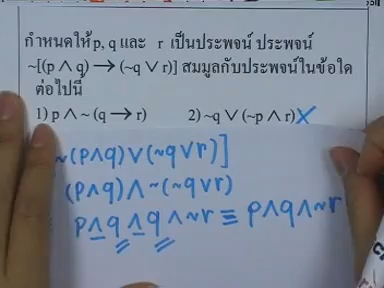 กำหนดให้ p, q และ r เป็นประพจน์ ประพจน์
~[(p ∧ q) → (~q ∨ r)] สมมูลกับประพจน์ในข้อใด
ต่อไปนี้
1) p ∧ ~ (q → r) 2) ~q ∨ (~p ∧ r) X
~(p∧q)∨(~q∨r)]
(p∧q)∧~(~q∨r)
p∧q∧q∧~r ≡ p∧q∧~r